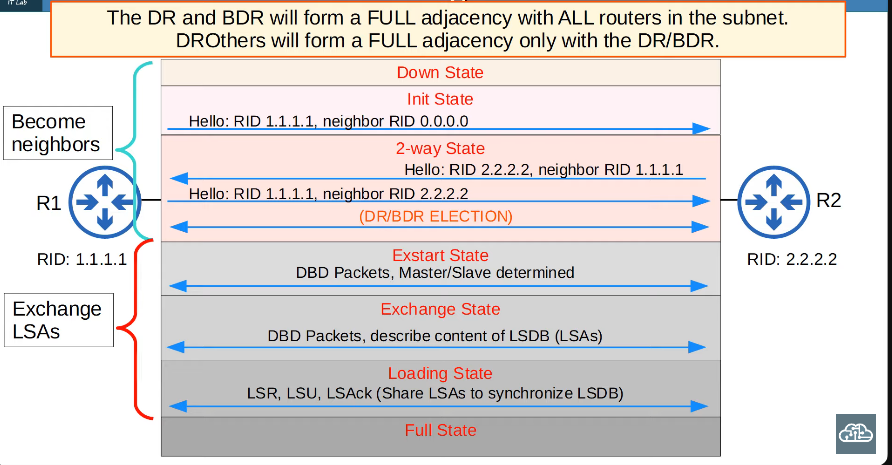 IT Lab
The DR and BDR will form a FULL adjacency with ALL routers in the subnet.
DROthers will form a FULL adjacency only with the DR/BDR.
Down State
Init State
Hello: RID 1.1.1.1, neighbor RID 0.0.0.0
Become
neighbors
2-way State
Hello: RID 2.2.2.2, neighbor RID 1.1.1.1
Hello: RID 1.1.1.1, neighbor RID 2.2.2.2
(DR/BDR ELECTION)
R1
R2
RID: 1.1.1.1
RID: 2.2.2.2
Exstart State
DBD Packets, Master/Slave determined
Exchange
LSAs
Exchange State
DBD Packets, describe content of LSDB (LSAs)
Loading State
LSR, LSU, LSAck (Share LSAs to synchronize LSDB)
Full State